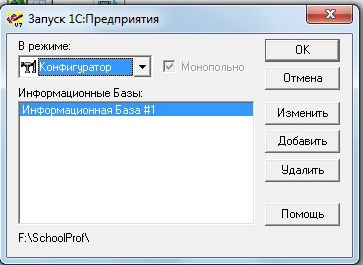 Запуск 1С:Предприятия
В режиме:
Конфигуратор
Монопольно
Информационные Базы:
Информационная База #1
F:\SchoolProf\
OK
Отмена
Изменить
Добавить
Удалить
Помощь